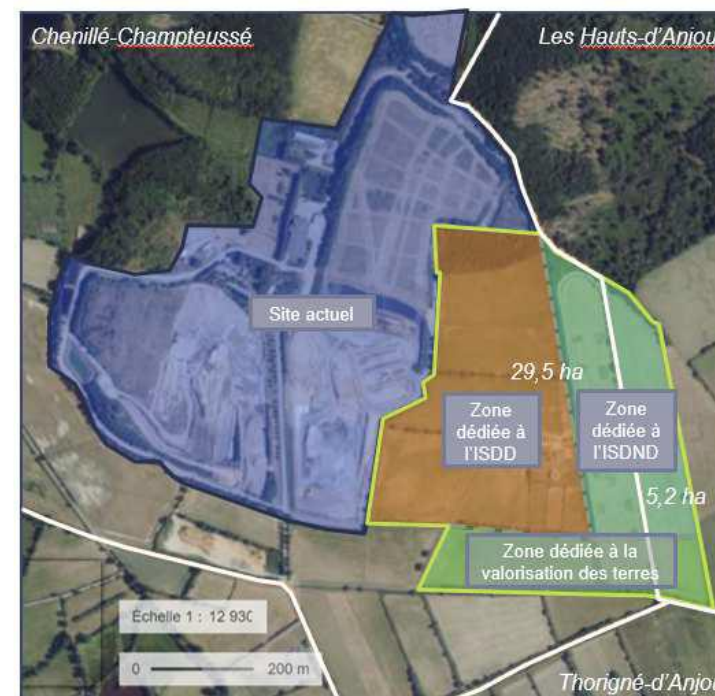 Chenillé-Champteussé
Les Hauts-d'Anjou
Site actuel
29,5 ha
Zone
dédiée à
l'ISDD
Zone
dédiée à
l'ISDND
5,2 ha
Zone dédiée à la
valorisation des terres
Échelle 1 : 12 930
0
200 m
Thorigné-d'Anjou